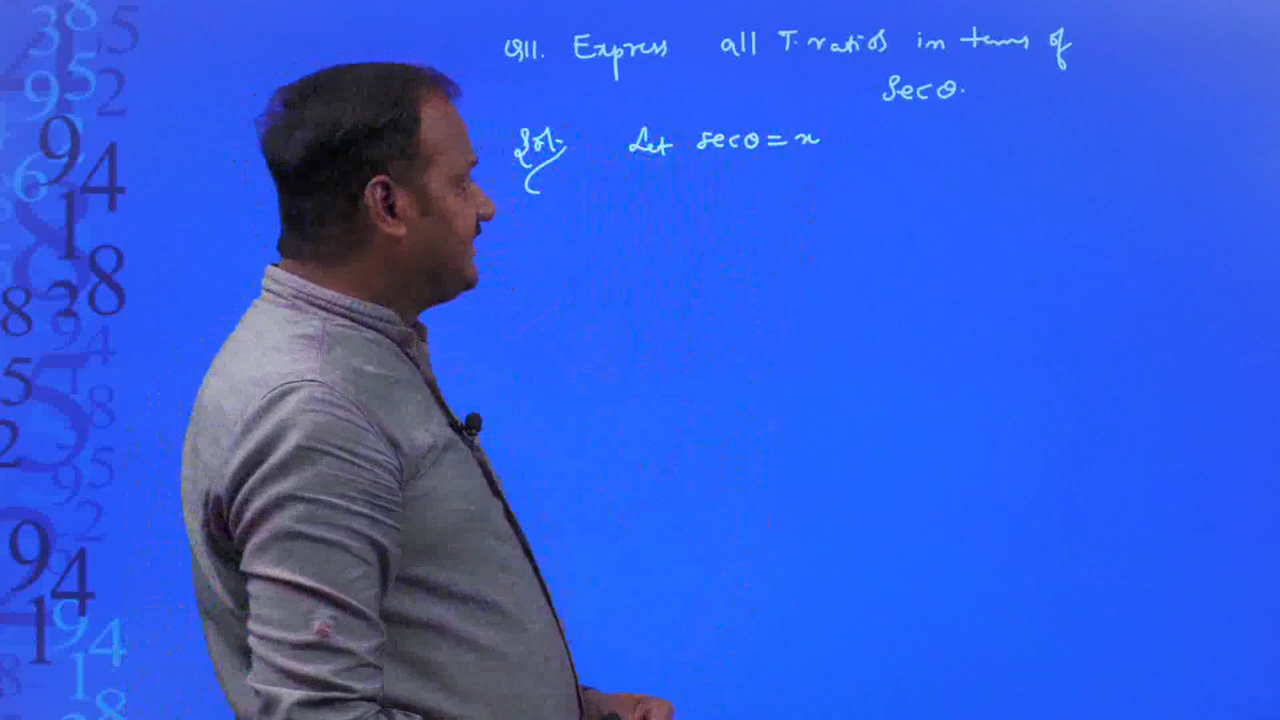 Q11. Express all T-ratios in terms of
Sec θ.
Sol:- Let sec θ = x